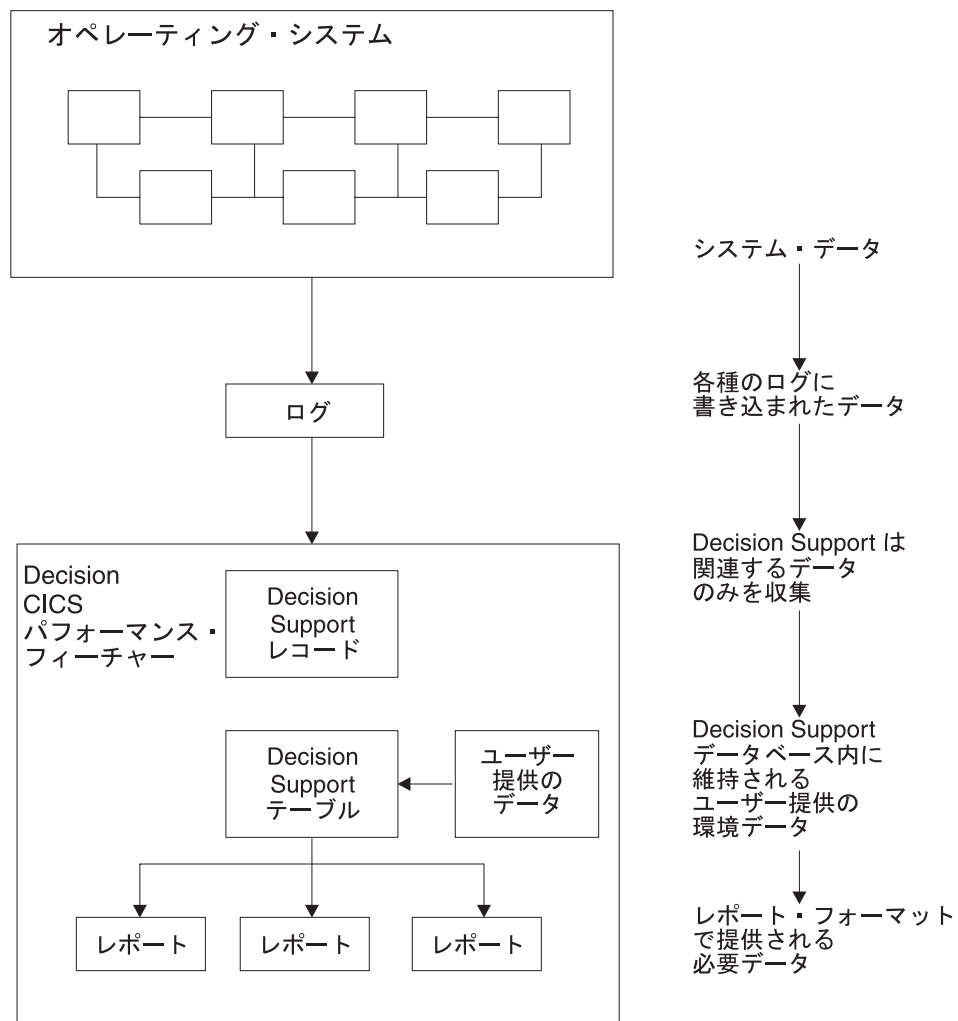 オペレーティング・システム
ログ
Decision
CICS
パフォーマンス・
フィーチャー
Decision
Support
レコード
Decision
Support
テーブル
ユーザー
提供の
データ
レポート
レポート
レポート
システム・データ
各種のログに
書き込まれたデータ
Decision Support は
関連するデータ
のみを収集
Decision Support
データベース内に
維持される
ユーザー提供の
環境データ
レポート・フォーマット
で提供される
必要データ